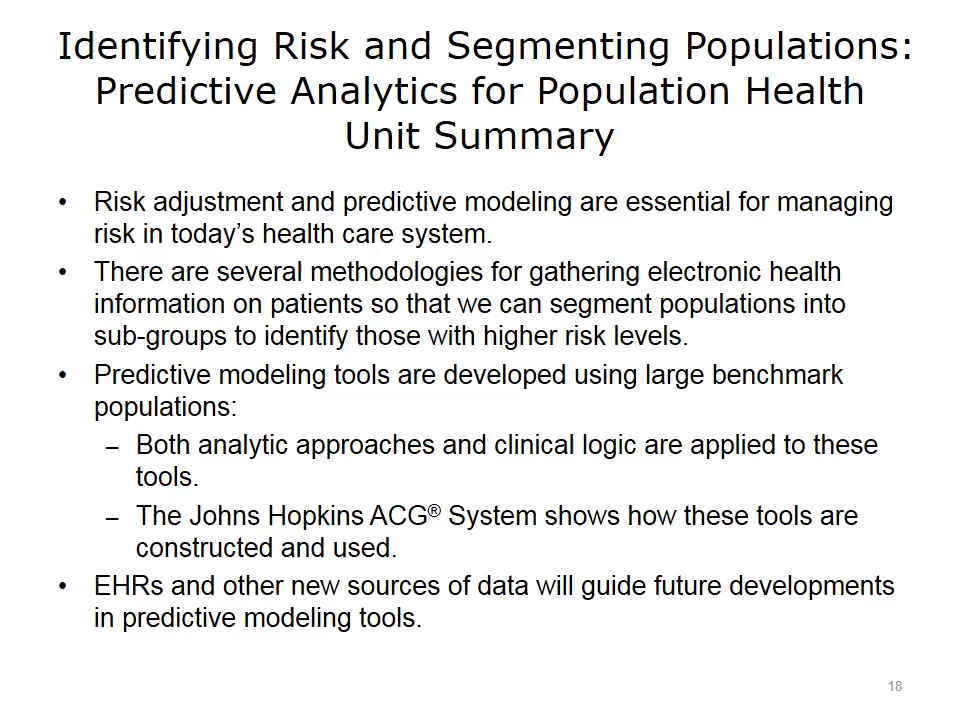 Identifying Risk and Segmenting Populations:
Predictive Analytics for Population Health
Unit Summary
• Risk adjustment and predictive modeling are essential for managing
risk in today’s health care system.
• There are several methodologies for gathering electronic health
information on patients so that we can segment populations into
sub-groups to identify those with higher risk levels.
• Predictive modeling tools are developed using large benchmark
populations:
– Both analytic approaches and clinical logic are applied to these
tools.
– The Johns Hopkins ACG® System shows how these tools are
constructed and used.
• EHRs and other new sources of data will guide future developments
in predictive modeling tools.
18